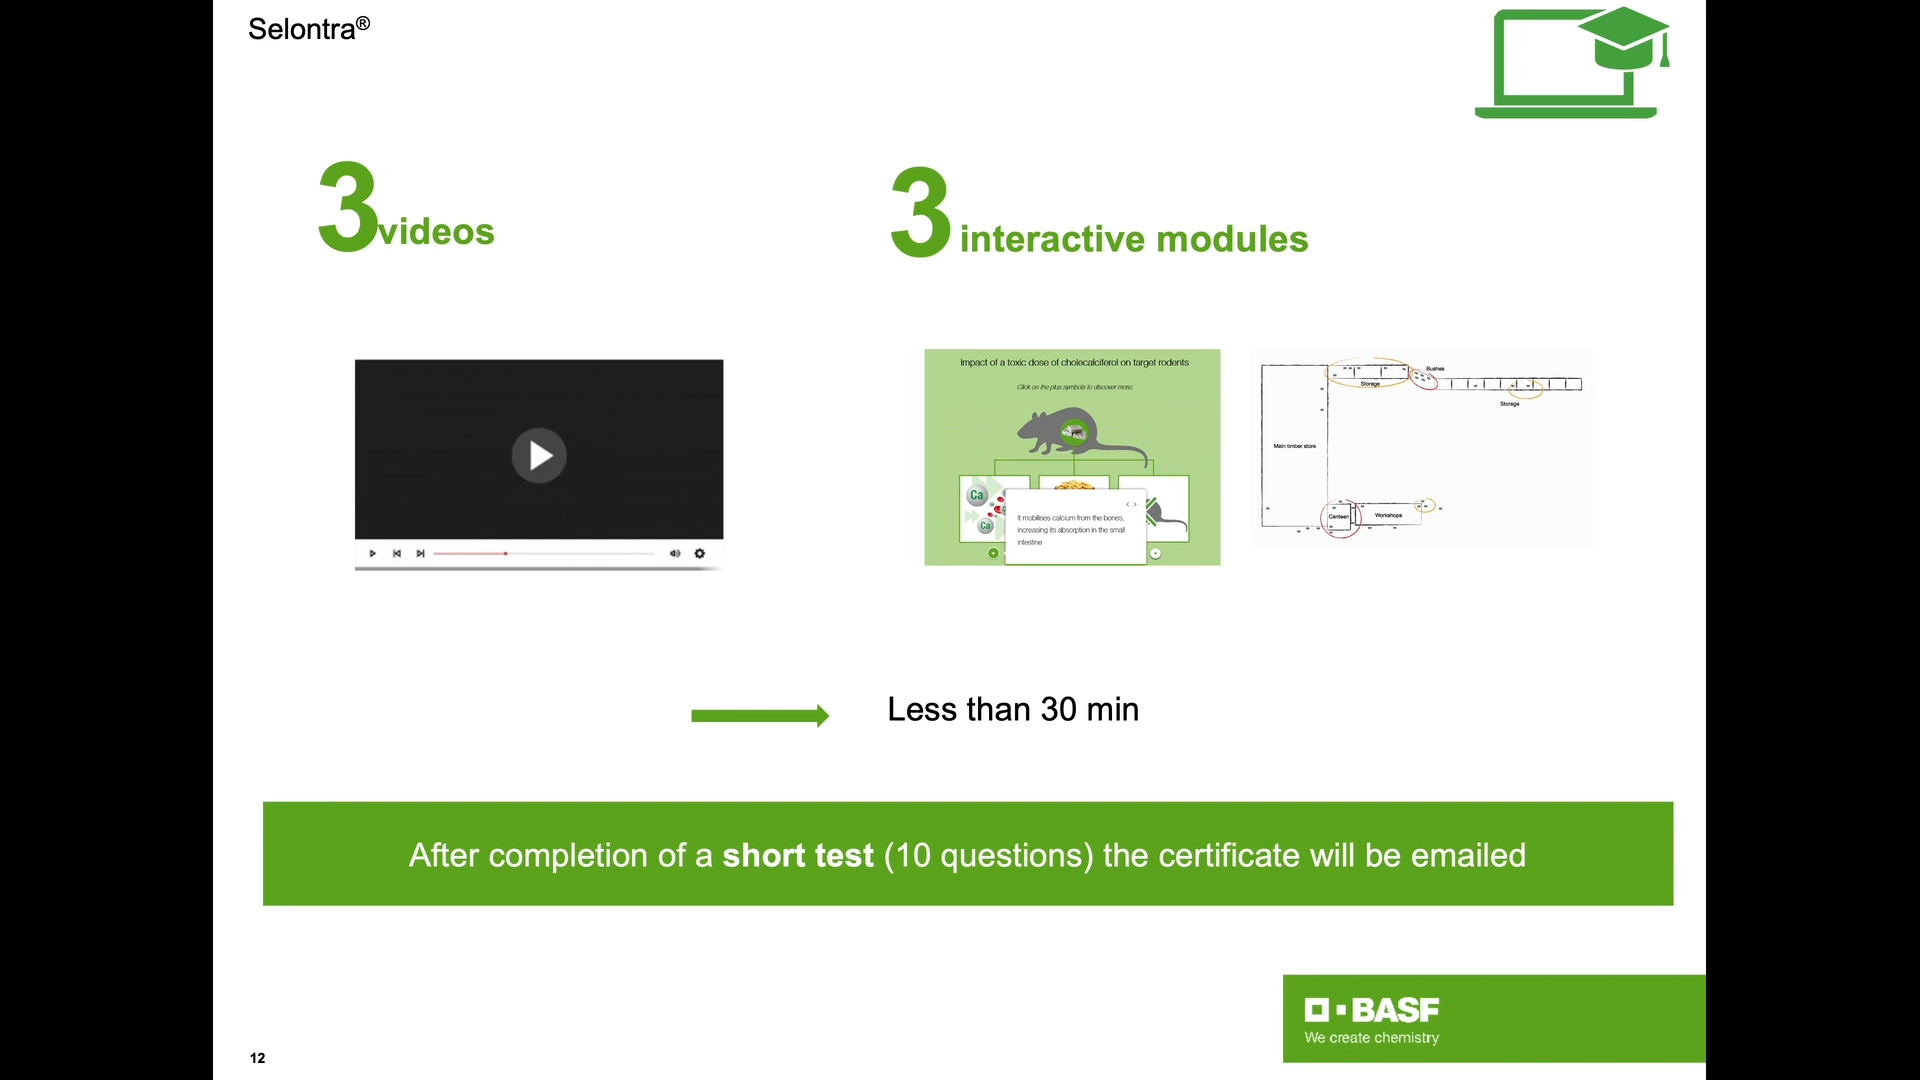 Selontra®
3 videos
3 interactive modules
Impact of a toxic dose of cholecalciferol on target rodents
Click on the plus symbols to discover more:
Ca
Ca
It mobilises calcium from the bones,
increasing its absorption in the small
intestine
Storage
Bushes
Storage
Main timber store
Canteen
Workshops
Less than 30 min
After completion of a short test (10 questions) the certificate will be emailed
BASF
We create chemistry
12